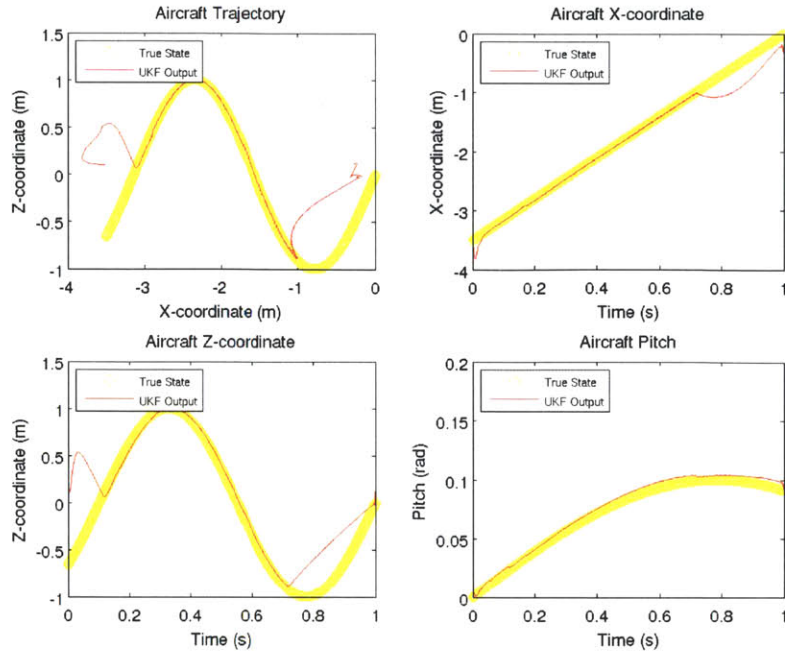 Aircraft Trajectory
1.5
1
0.5
0
-0.5
-1
Z-coordinate (m)
True State
UKF Output
-4
-3
-2
-1
0
X-coordinate (m)
Aircraft X-coordinate
0
-1
-2
-3
-4
X-coordinate (m)
True State
UKF Output
0
0.2
0.4
0.6
0.8
1
Time (s)
Aircraft Z-coordinate
1.5
1
0.5
0
-0.5
-1
Z-coordinate (m)
True State
UKF Output
0
0.2
0.4
0.6
0.8
1
Time (s)
Aircraft Pitch
0.2
0.15
0.1
0.05
0
Pitch (rad)
True State
UKF Output
0
0.2
0.4
0.6
0.8
1
Time (s)